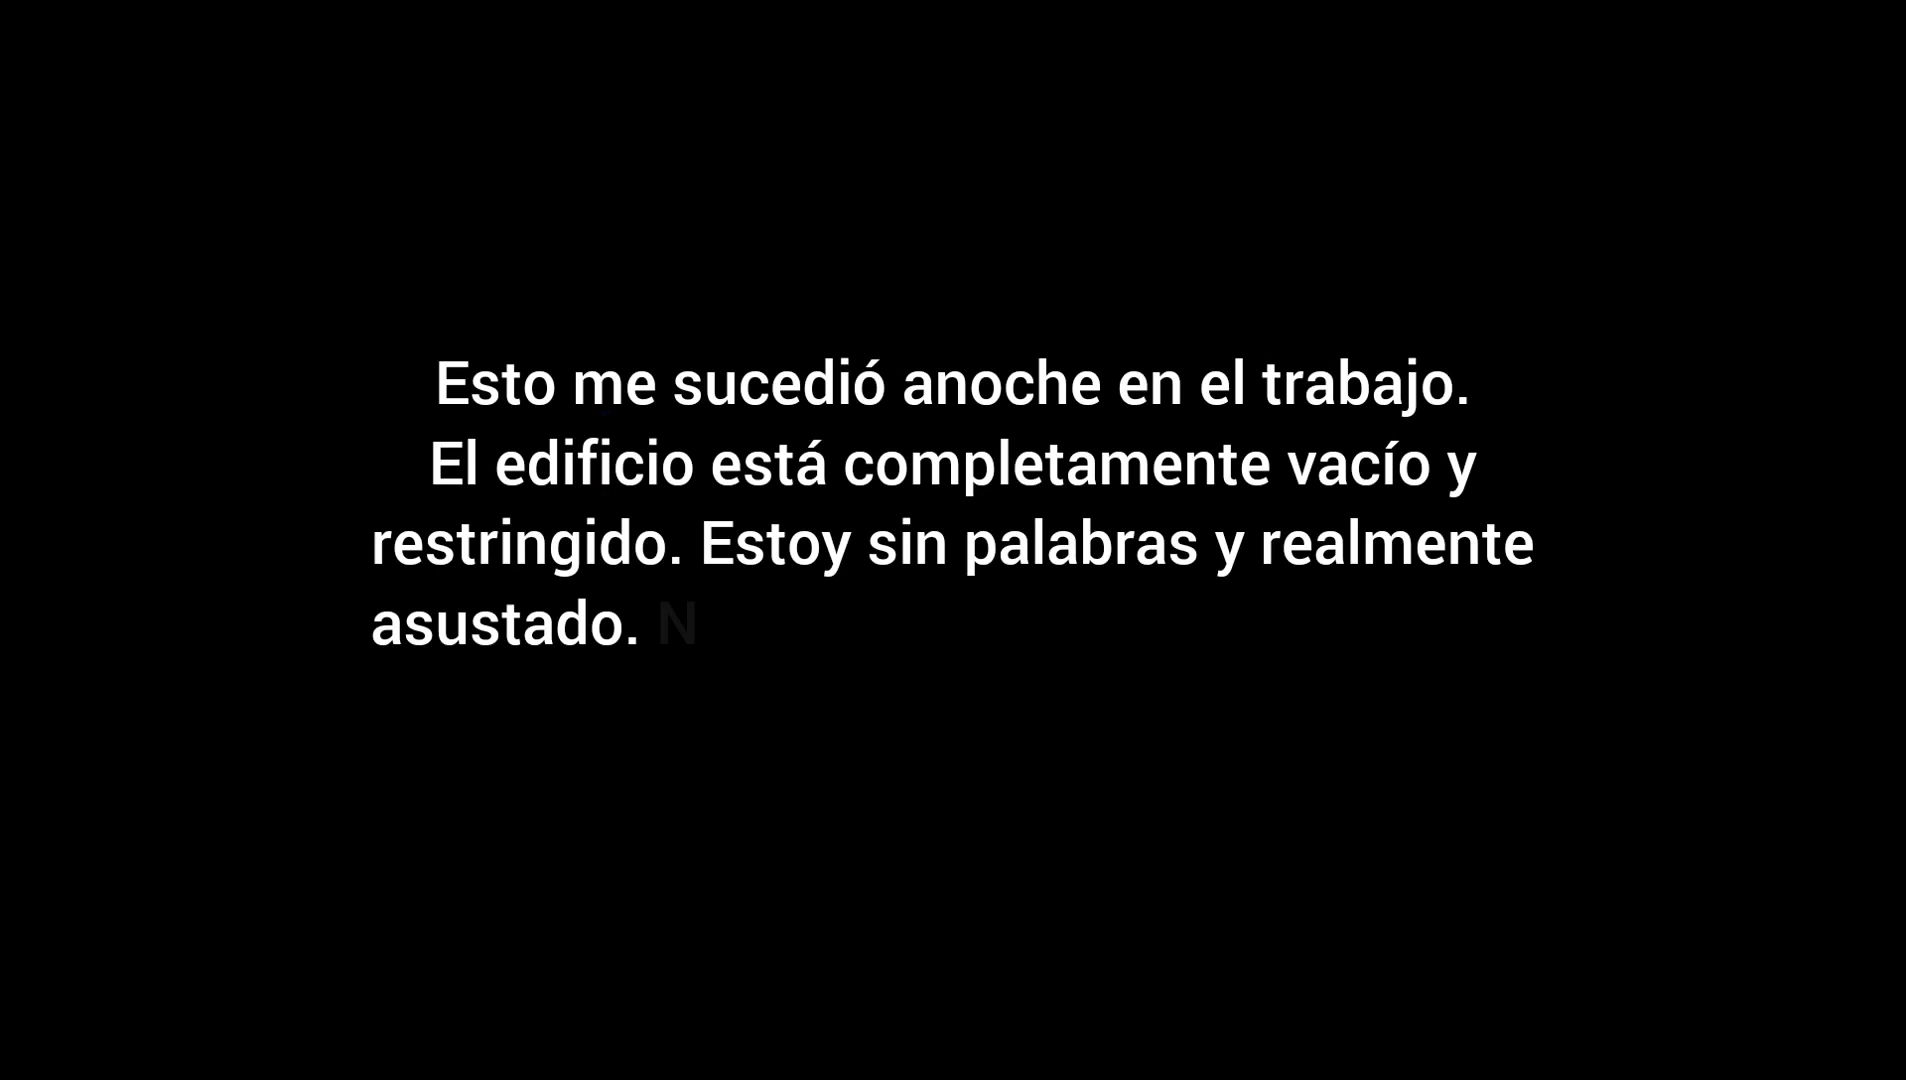 Esto me sucedió anoche en el trabajo.
El edificio está completamente vacío y
restringido. Estoy sin palabras y realmente
asustado. N